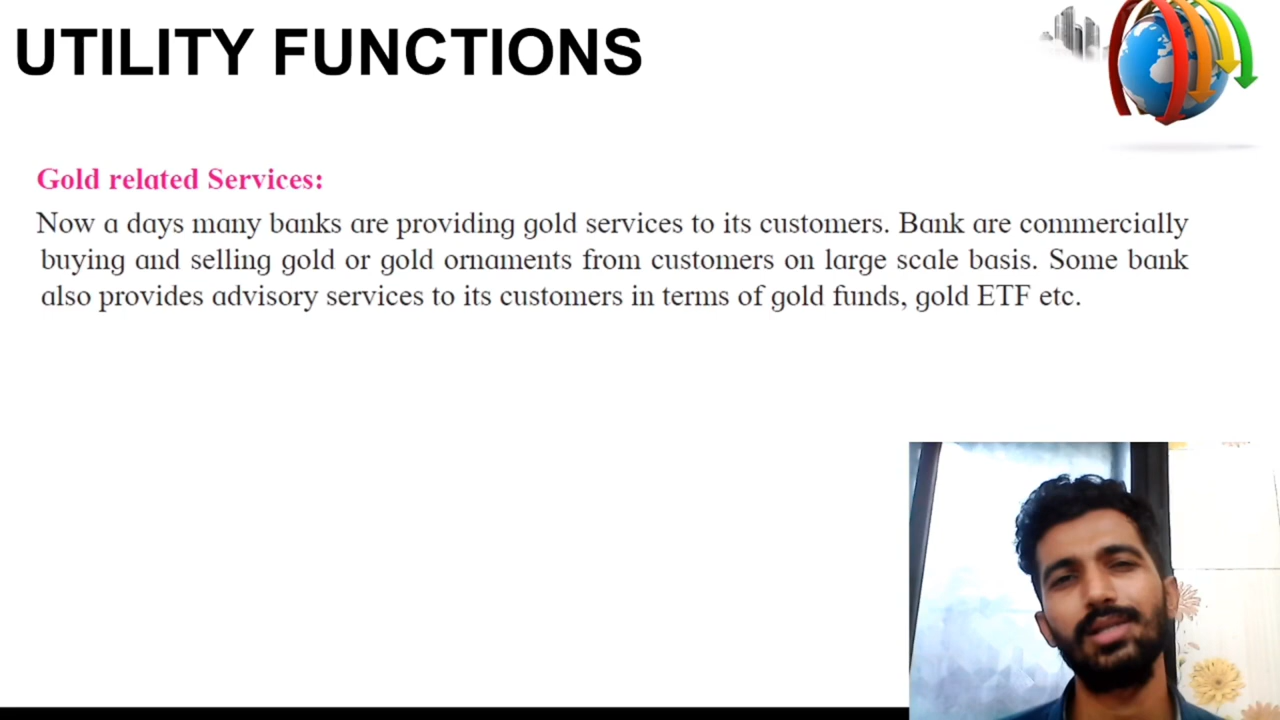 UTILITY FUNCTIONS
Gold related Services:
Now a days many banks are providing gold services to its customers. Bank are commercially
buying and selling gold or gold ornaments from customers on large scale basis. Some bank
also provides advisory services to its customers in terms of gold funds, gold ETF etc.